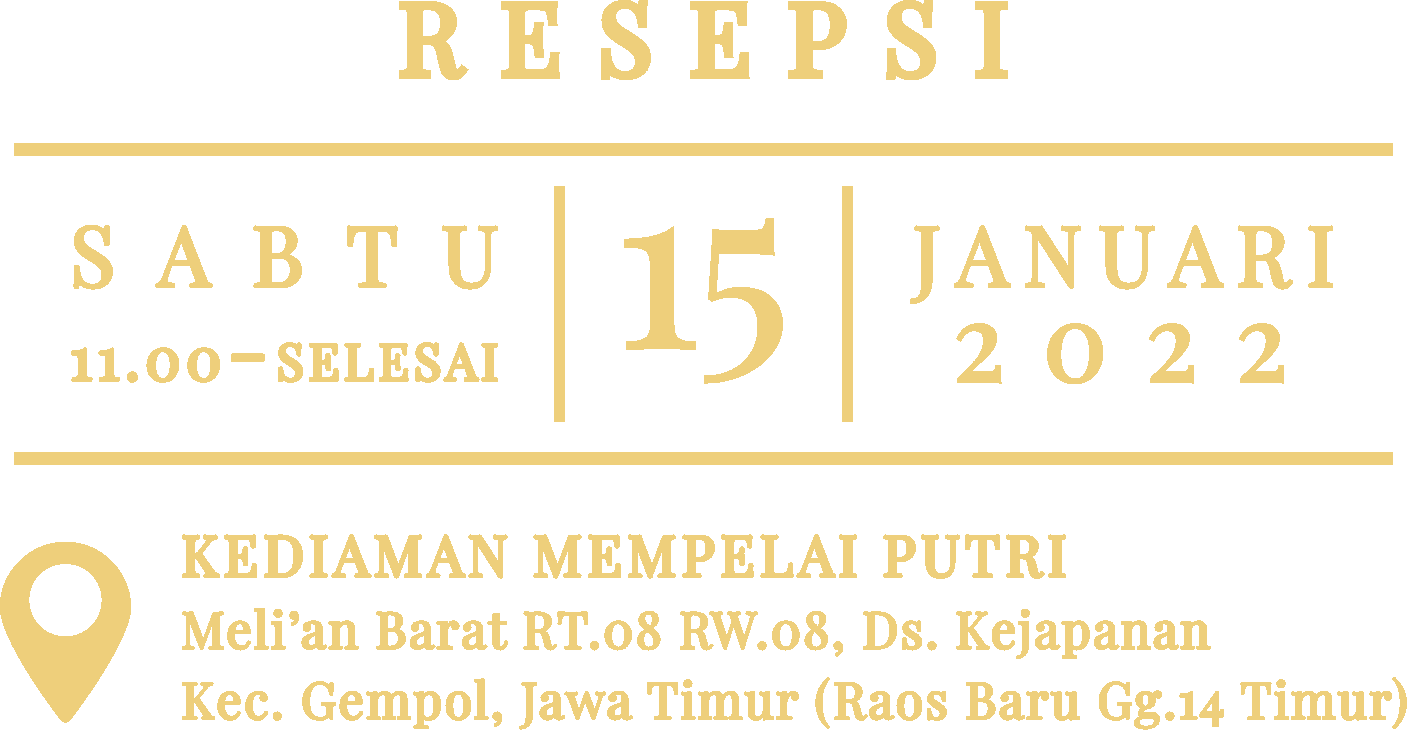 RESEPSI
SABTU
11.00–SELESAI
15
JANUARI
2022
KEDIAMAN MEMPELAI PUTRI
Meli’an Barat RT.08 RW.08, Ds. Kejapanan
Kec. Gempol, Jawa Timur (Raos Baru Gg.14 Timur)